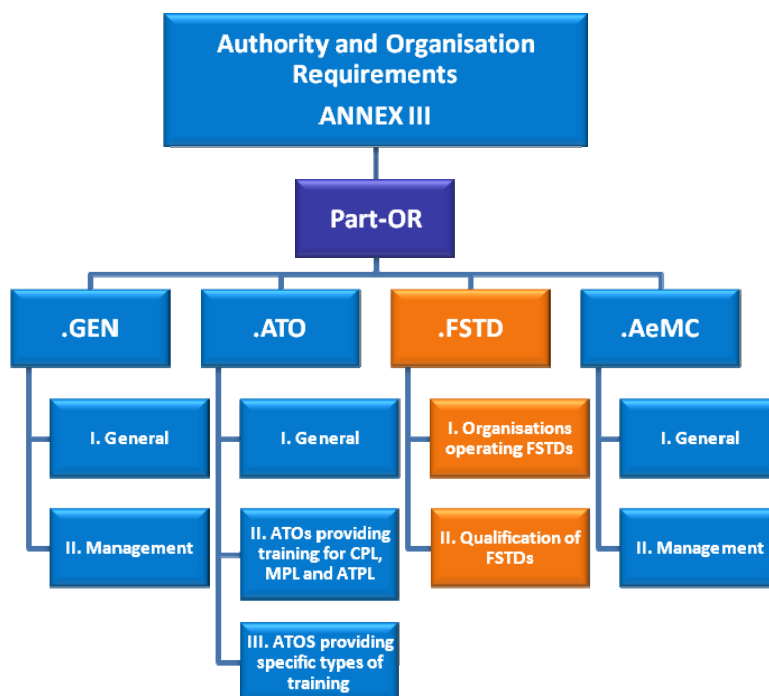 Authority and Organisation
Requirements
ANNEX III
Part-OR
.GEN
.ATO
.FSTD
.AeMC
I. General
I. General
I. Organisations
operating FSTDs
I. General
II. Management
II. ATOs providing
training for CPL,
MPL and ATPL
II. Qualification of
FSTDs
II. Management
III. ATOS providing
specific types of
training